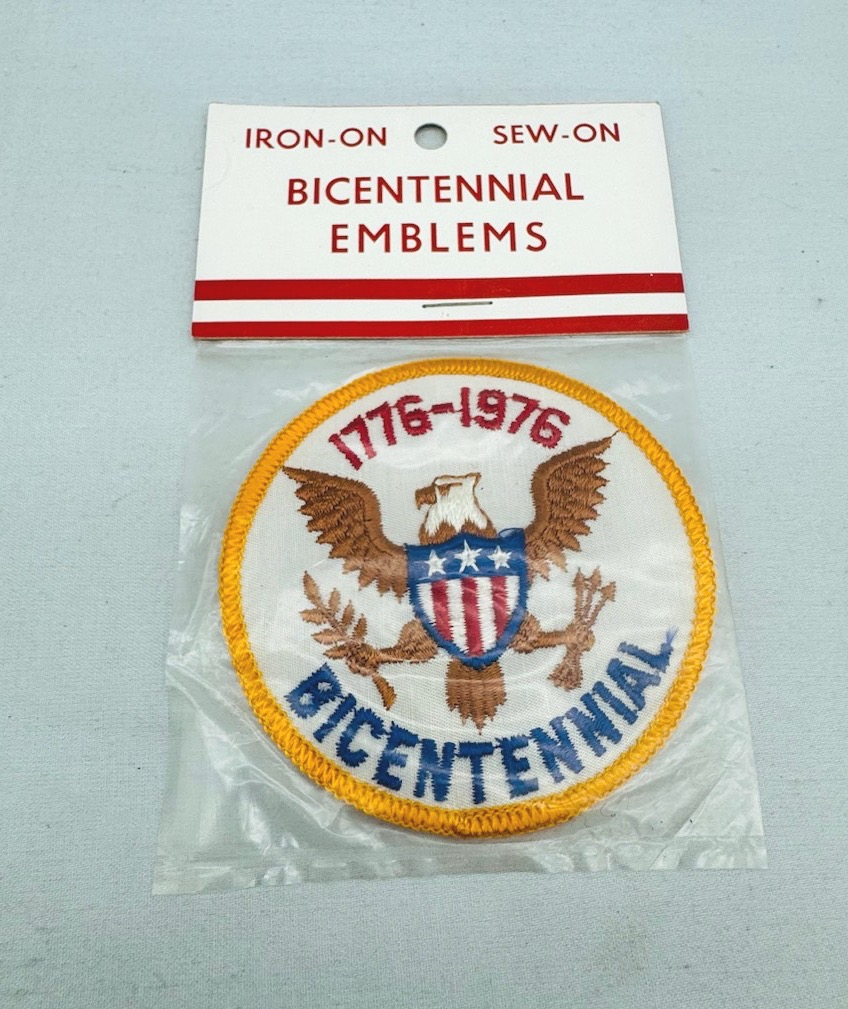 IRON-ON SEW-ON
BICENTENNIAL
EMBLEMS
1776-1976
BICENTENNIAL